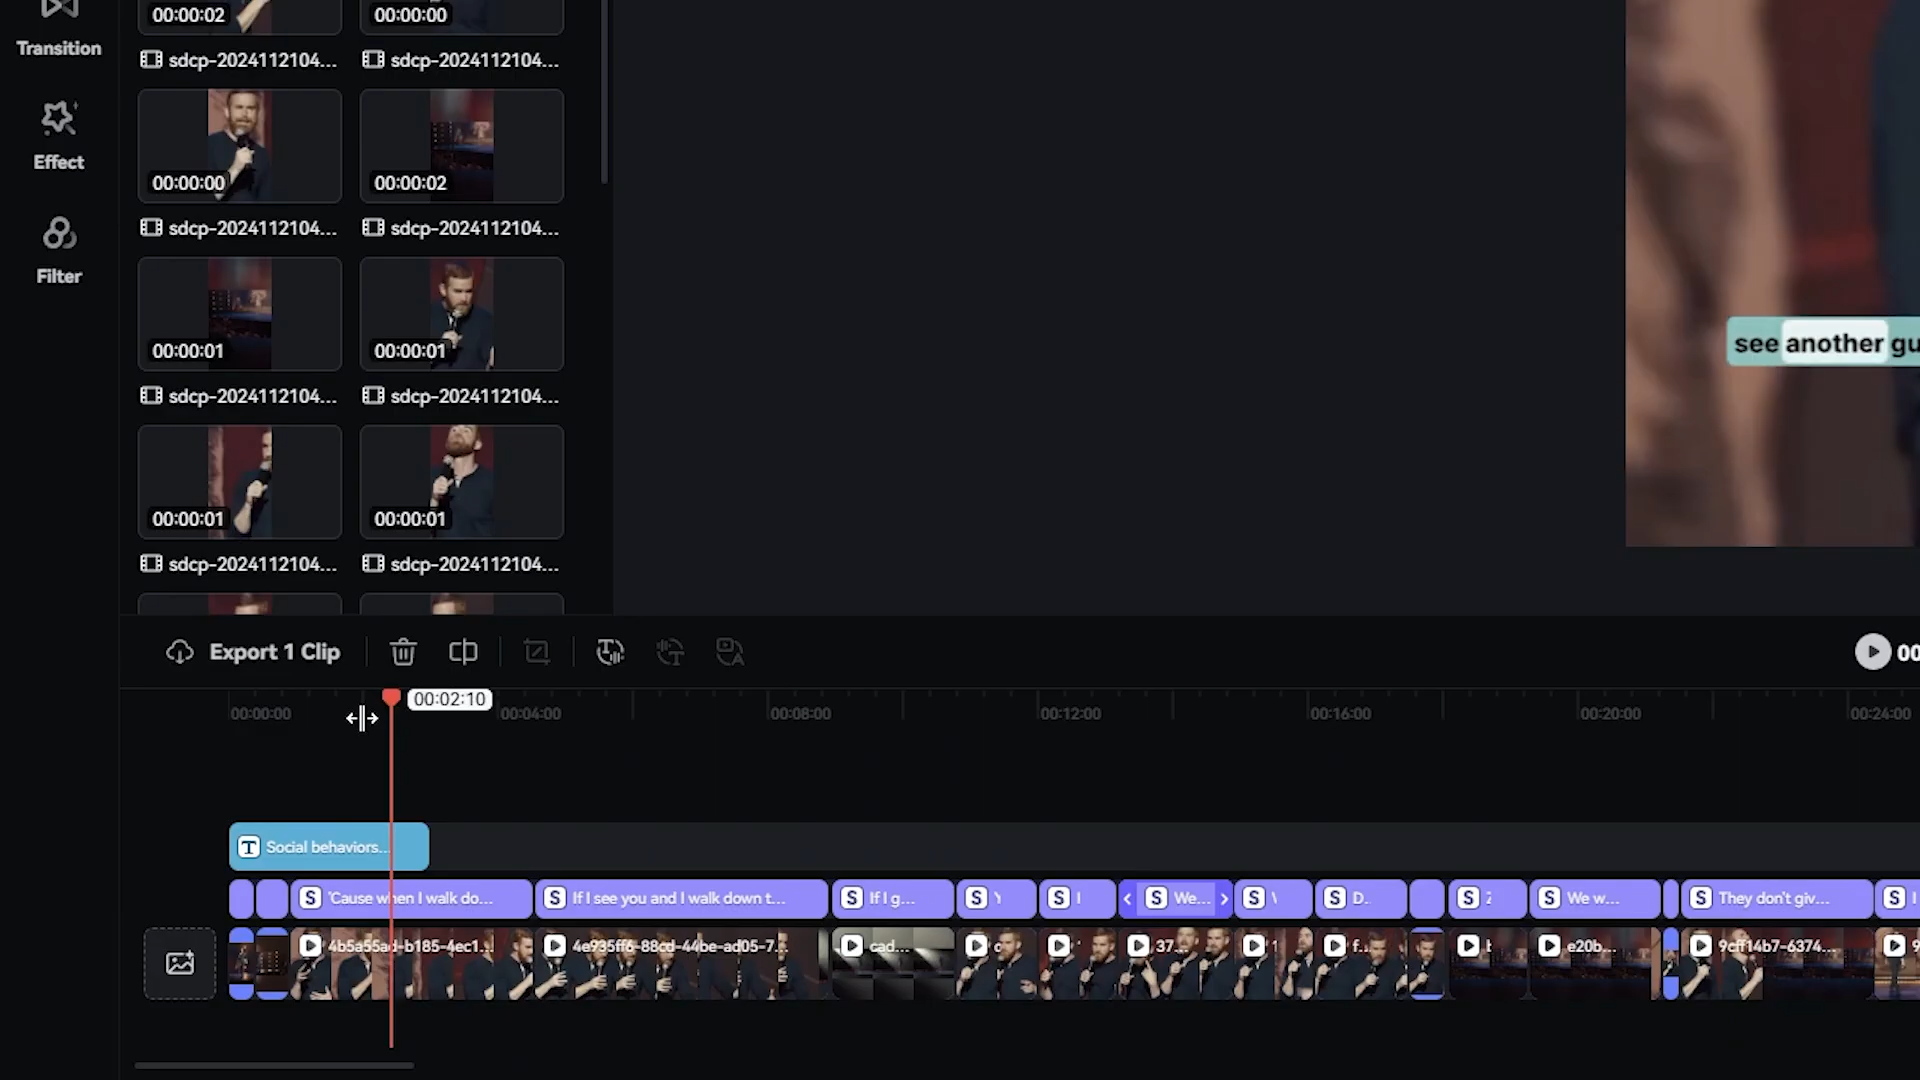 00:00:02
00:00:00
Transition
sdcp-2024112104...
sdcp-2024112104...
Effect
00:00:00
00:00:02
sdcp-2024112104...
sdcp-2024112104...
Filter
00:00:01
00:00:01
see another gu
sdcp-2024112104...
sdcp-2024112104...
00:00:01
00:00:01
sdcp-2024112104...
sdcp-2024112104...
Export 1 Clip
00
00:02:10
00:00:00
00:04:00
00:08:00
00:12:00
00:16:00
00:20:00
00:24:00
T Social behaviors...
S 'Cause when I walk do...
S If I see you and I walk down t...
S If I g...
S
S I
S We...
S
S D.
S
S We w...
S They don't giv...
S I
4b5a55ad-b185-4ec1...
4e935ff6-88cd-44be-ad05-7...
cad...
37...
f...
e20b...
9cff14b7-6374...